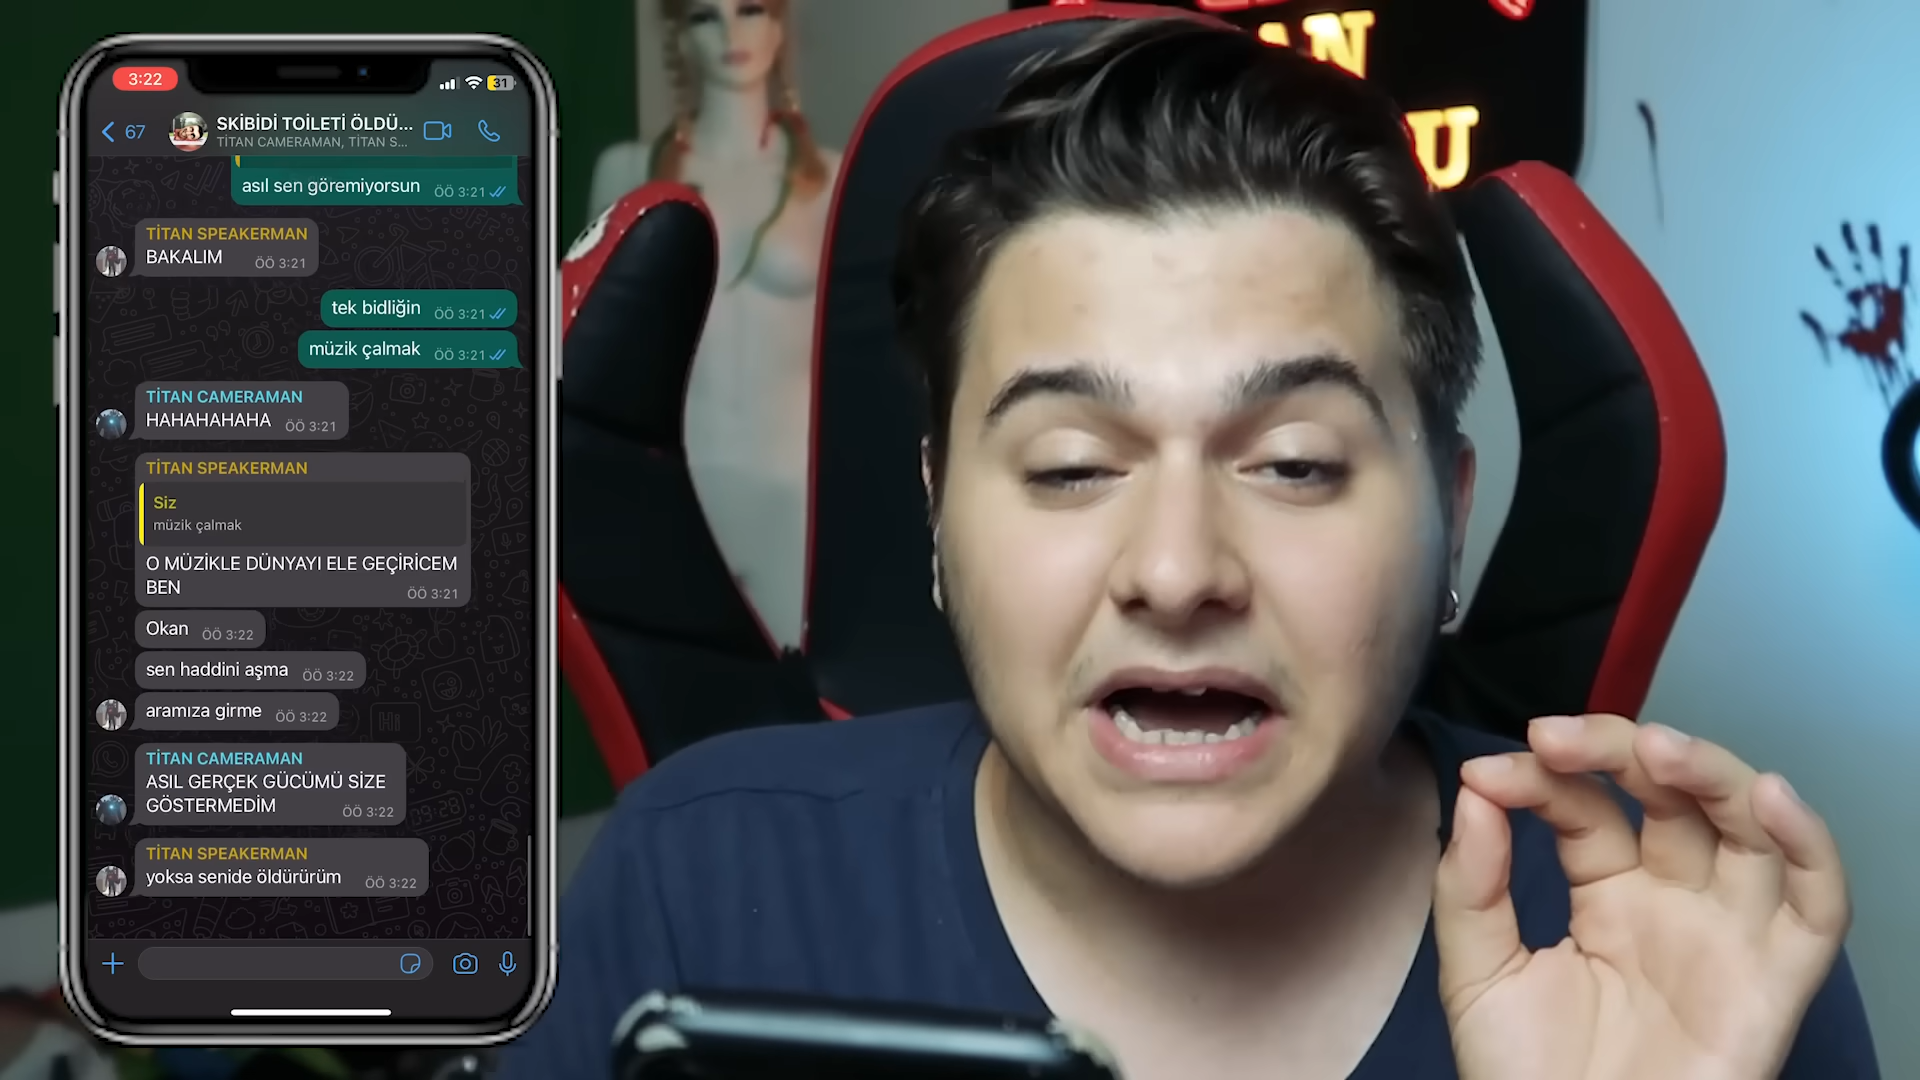 3:22
31
67
SKİBİDİ TOİLETİ ÖLDÜ...
TİTAN CAMERAMAN, TİTAN S...
asıl sen göremiyorsun ÖÖ 3:21
TİTAN SPEAKERMAN
BAKALIM ÖÖ 3:21
tek bidliğin ÖÖ 3:21
müzik çalmak ÖÖ 3:21
TİTAN CAMERAMAN
HAHAHAHAHA ÖÖ 3:21
TİTAN SPEAKERMAN
Siz
müzik çalmak
O MÜZİKLE DÜNYAYI ELE GEÇİRİCEM
BEN ÖÖ 3:21
Okan ÖÖ 3:22
sen haddini aşma ÖÖ 3:22
aramıza girme ÖÖ 3:22
TİTAN CAMERAMAN
ASIL GERÇEK GÜCÜMÜ SİZE
GÖSTERMEDİM ÖÖ 3:22
TİTAN SPEAKERMAN
yoksa senide öldürürüm ÖÖ 3:22
AN
U